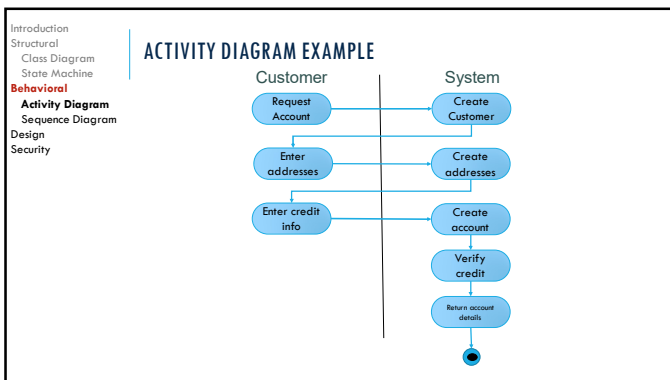 Introduction
Structural
Class Diagram
State Machine
Behavioral
Activity Diagram
Sequence Diagram
Design
Security
ACTIVITY DIAGRAM EXAMPLE
Customer
System
Request
Account
Create
Customer
Enter
addresses
Create
addresses
Enter credit
info
Create
account
Verify
credit
Return account
details